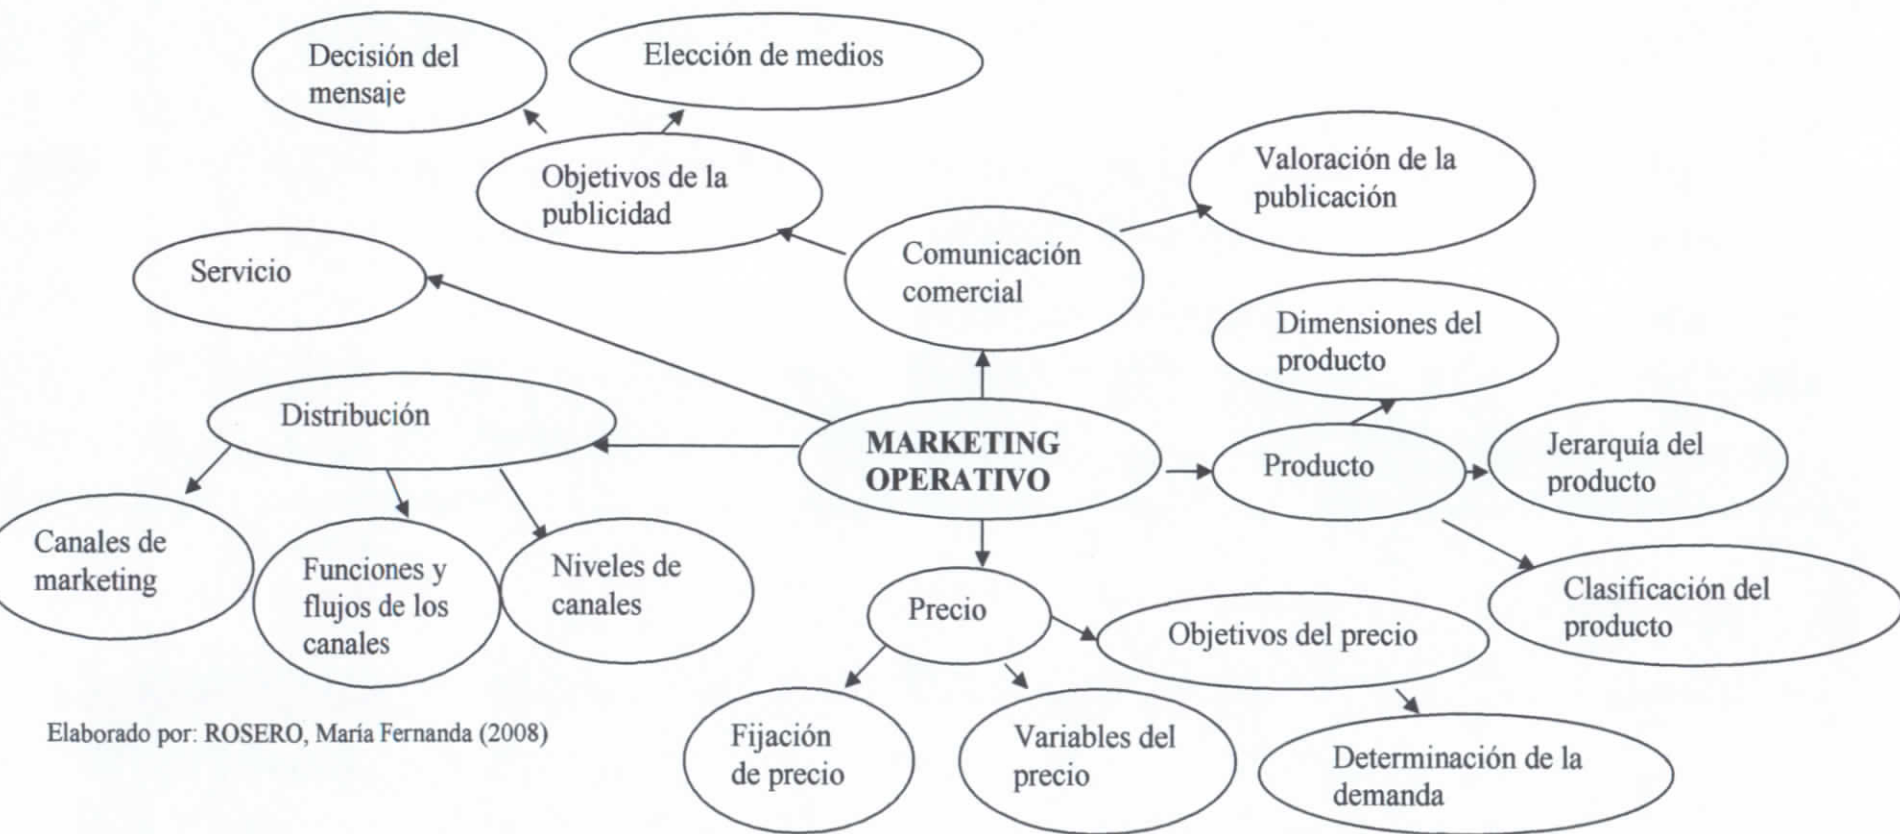 Decisión del
mensaje
Elección de medios
Objetivos de la
publicidad
Valoración de la
publicación
Servicio
Comunicación
comercial
Dimensiones del
producto
Distribución
MARKETING
OPERATIVO
Producto
Jerarquía del
producto
Canales de
marketing
Funciones y
flujos de los
canales
Niveles de
canales
Precio
Objetivos del precio
Clasificación del
producto
Elaborado por: ROSERO, María Fernanda (2008)
Fijación
de precio
Variables del
precio
Determinación de la
demanda